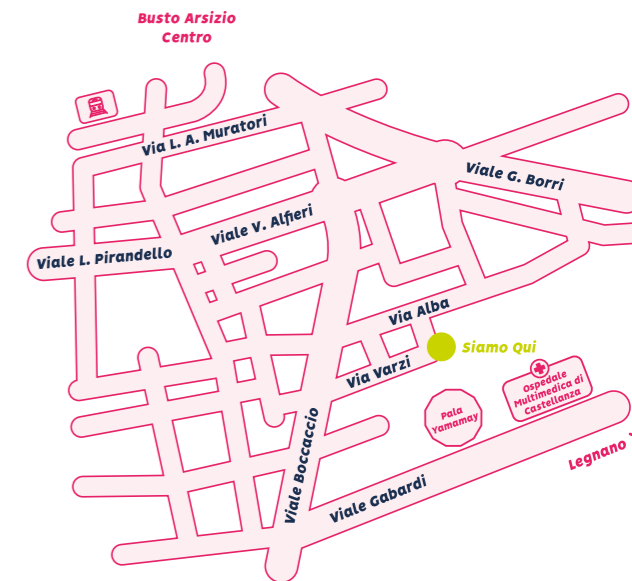 Busto Arsizio
Centro
Via L. A. Muratori
Viale G. Borri
Viale V. Alfieri
Viale L. Pirandello
Via Alba
Siamo Qui
Via Varzi
Ospedale
Multimedica di
Castellanza
Pala
Yamamay
Viale Boccaccio
Viale Gabardi
Legnano